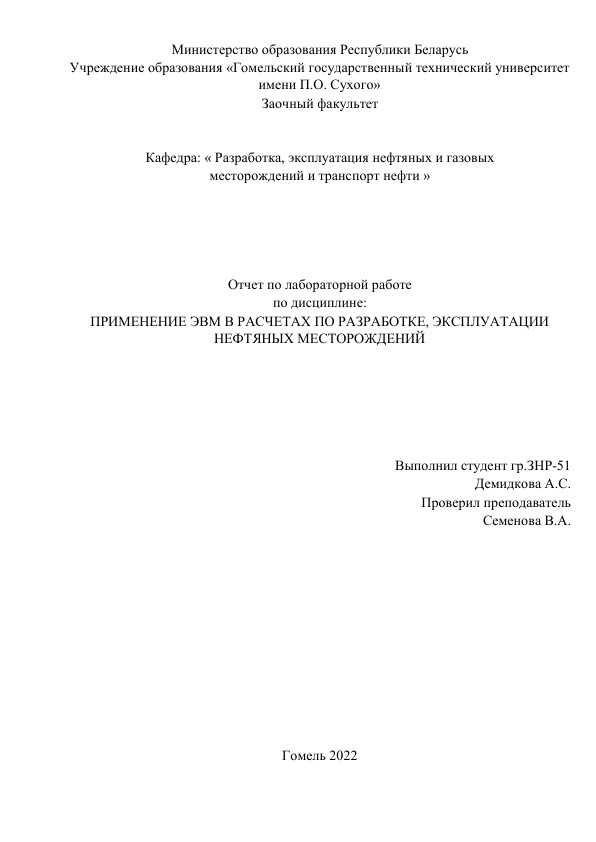 Министерство образования Республики Беларусь
Учреждение образования «Гомельский государственный технический университет
имени П.О. Сухого»
Заочный факультет
Кафедра: « Разработка, эксплуатация нефтяных и газовых
месторождений и транспорт нефти »
Отчет по лабораторной работе
по дисциплине:
ПРИМЕНЕНИЕ ЭВМ В РАСЧЕТАХ ПО РАЗРАБОТКЕ, ЭКСПЛУАТАЦИИ
НЕФТЯНЫХ МЕСТОРОЖДЕНИЙ
Выполнил студент гр.ЗНР-51
Демидкова А.С.
Проверил преподаватель
Семенова В.А.
Гомель 2022